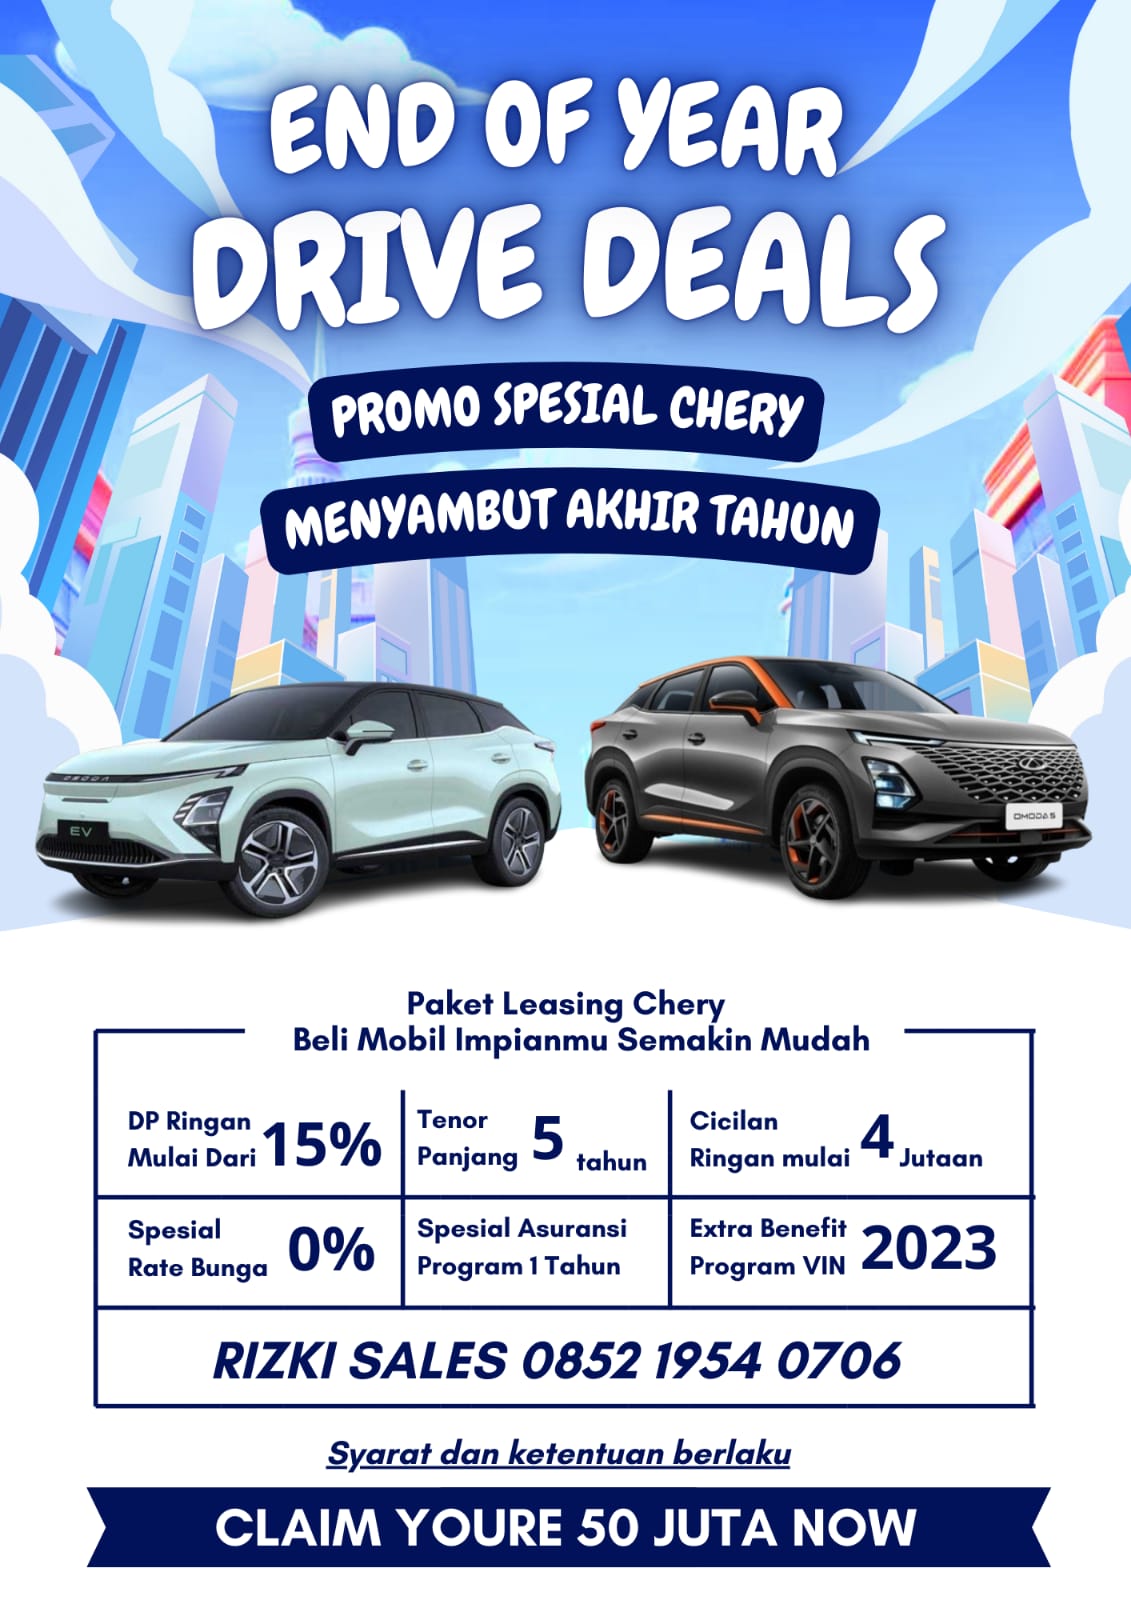 END OF YEAR
DRIVE DEALS
PROMO SPESIAL CHERY
MENYAMBUT AKHIR TAHUN
OMODA
EV
OMODA 5
Paket Leasing Chery
Beli Mobil Impianmu Semakin Mudah
DP Ringan
Mulai Dari 15%
Tenor
Panjang 5 tahun
Cicilan
Ringan mulai 4 Jutaan
Spesial
Rate Bunga 0%
Spesial Asuransi
Program 1 Tahun
Extra Benefit
Program VIN 2023
RIZKI SALES 0852 1954 0706
Syarat dan ketentuan berlaku
CLAIM YOURE 50 JUTA NOW